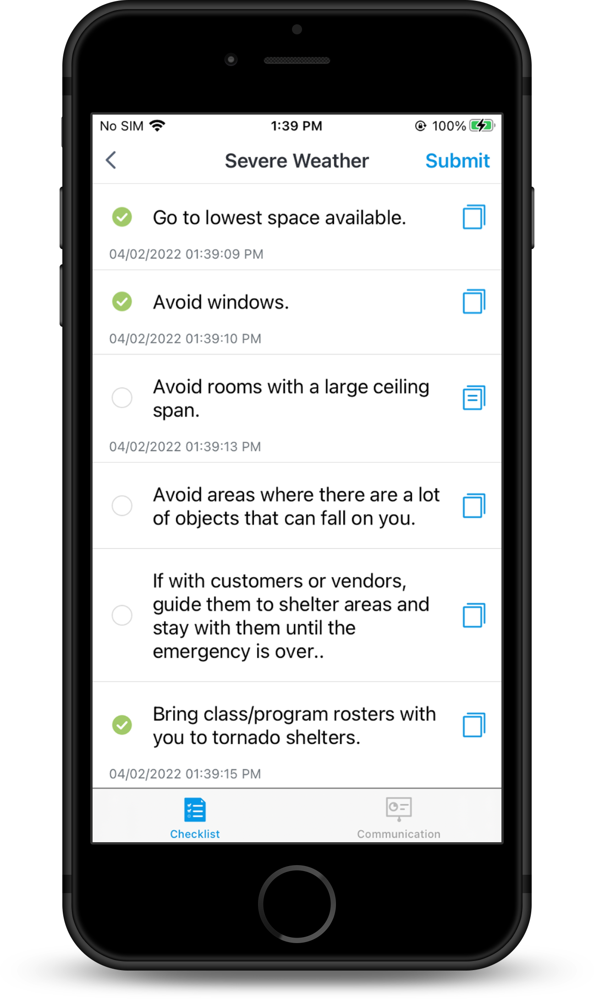 No SIM 1:39 PM 100%
Severe Weather Submit
Go to lowest space available.
04/02/2022 01:39:09 PM
Avoid windows.
04/02/2022 01:39:10 PM
Avoid rooms with a large ceiling
span.
04/02/2022 01:39:13 PM
Avoid areas where there are a lot
of objects that can fall on you.
If with customers or vendors,
guide them to shelter areas and
stay with them until the
emergency is over..
Bring class/program rosters with
you to tornado shelters.
04/02/2022 01:39:15 PM
Checklist Communication